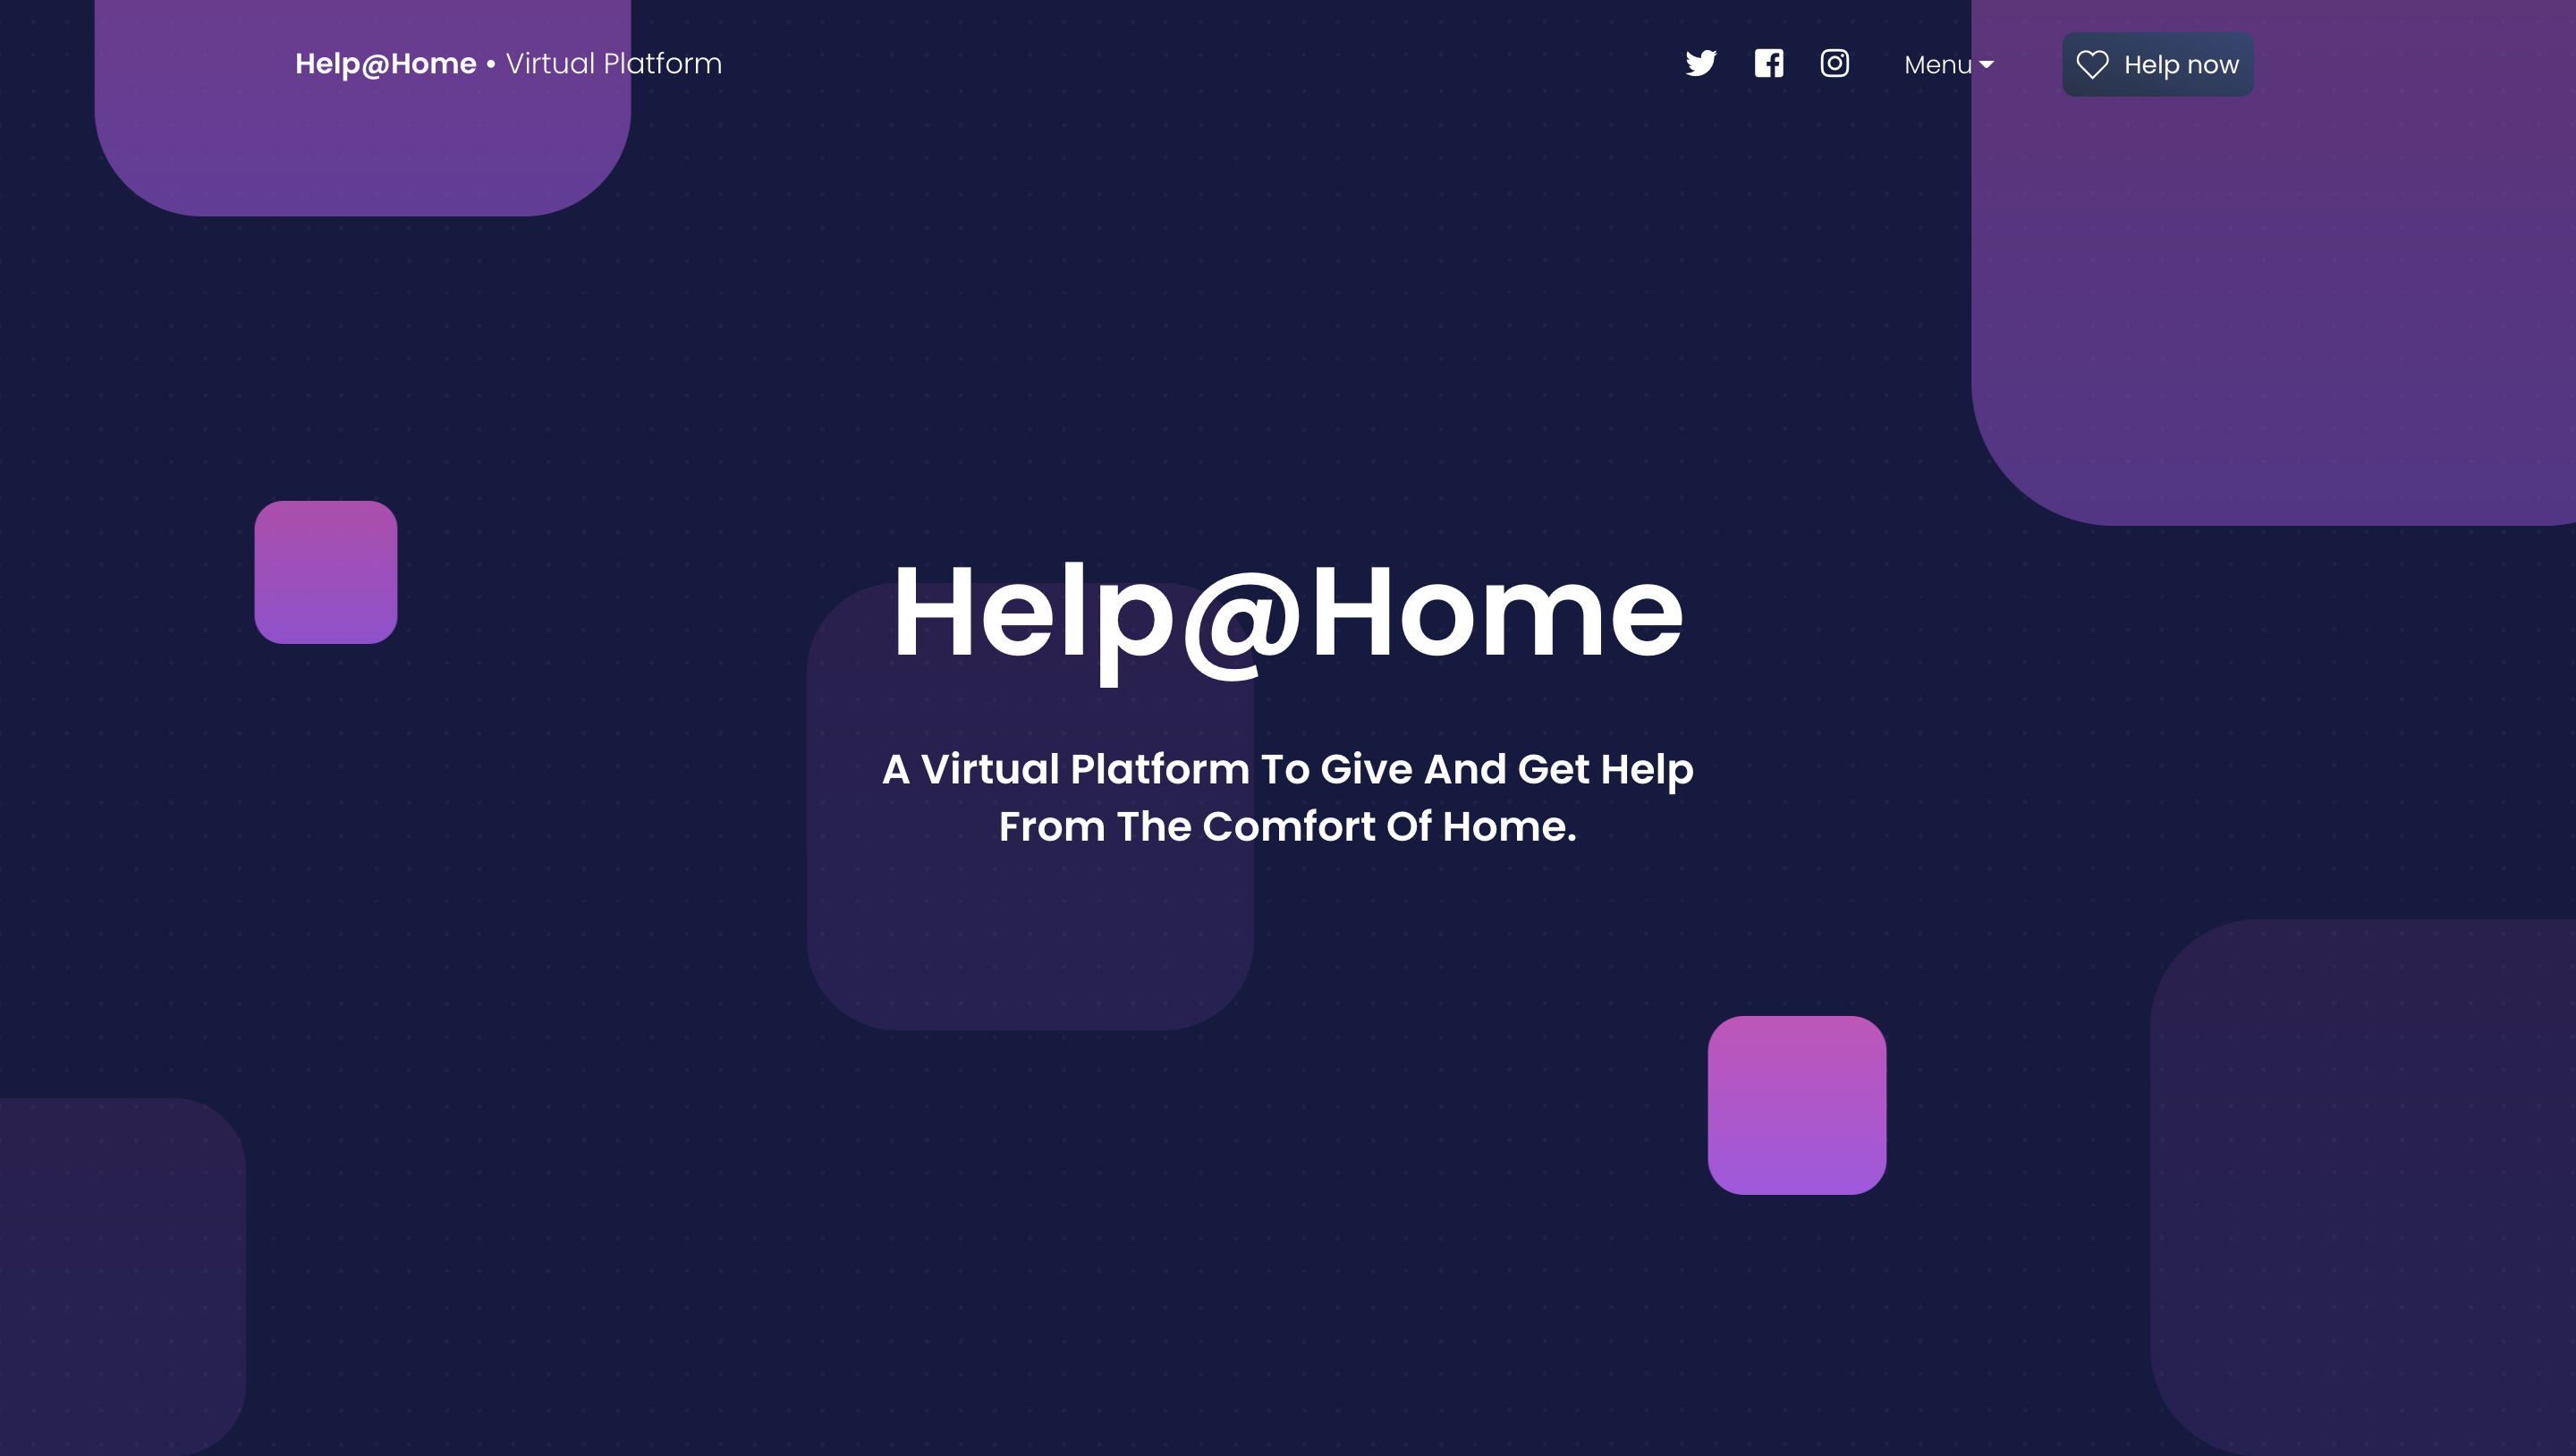 Help@Home • Virtual Platform
Menu
Help now
Help@Home
A Virtual Platform To Give And Get Help
From The Comfort Of Home.